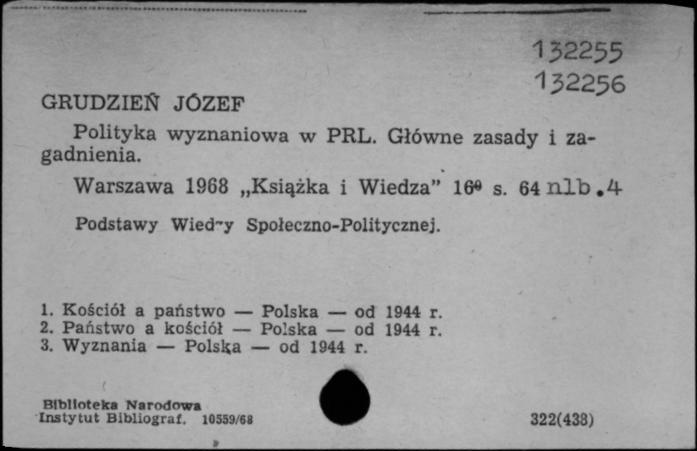 132255
132256
GRUDZIEŃ JÓZEF
Polityka wyznaniowa w PRL. Główne zasady i za-
gadnienia.
Warszawa 1968 „Książka i Wiedza” 16⁰ s. 64 nlb.4
Podstawy Wied~y Społeczno-Politycznej.
1. Kościół a państwo — Polska — od 1944 r.
2. Państwo a kościół — Polska — od 1944 r.
3. Wyznania — Polska — od 1944 r.
Biblioteka Narodowa
Instytut Bibliograf. 10559/68
322(438)